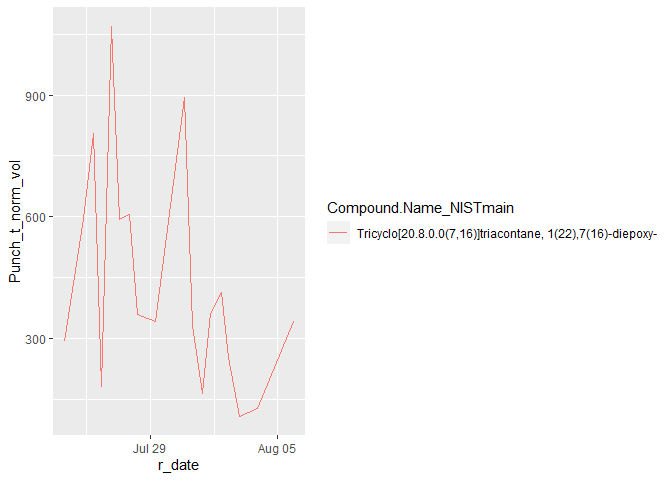 900
600
300
Punch_t_norm_vol
Jul 29
Aug 05
r_date
Compound.Name_NISTmain
Tricyclo[20.8.0.0(7,16)]triacontane, 1(22),7(16)-diepoxy-